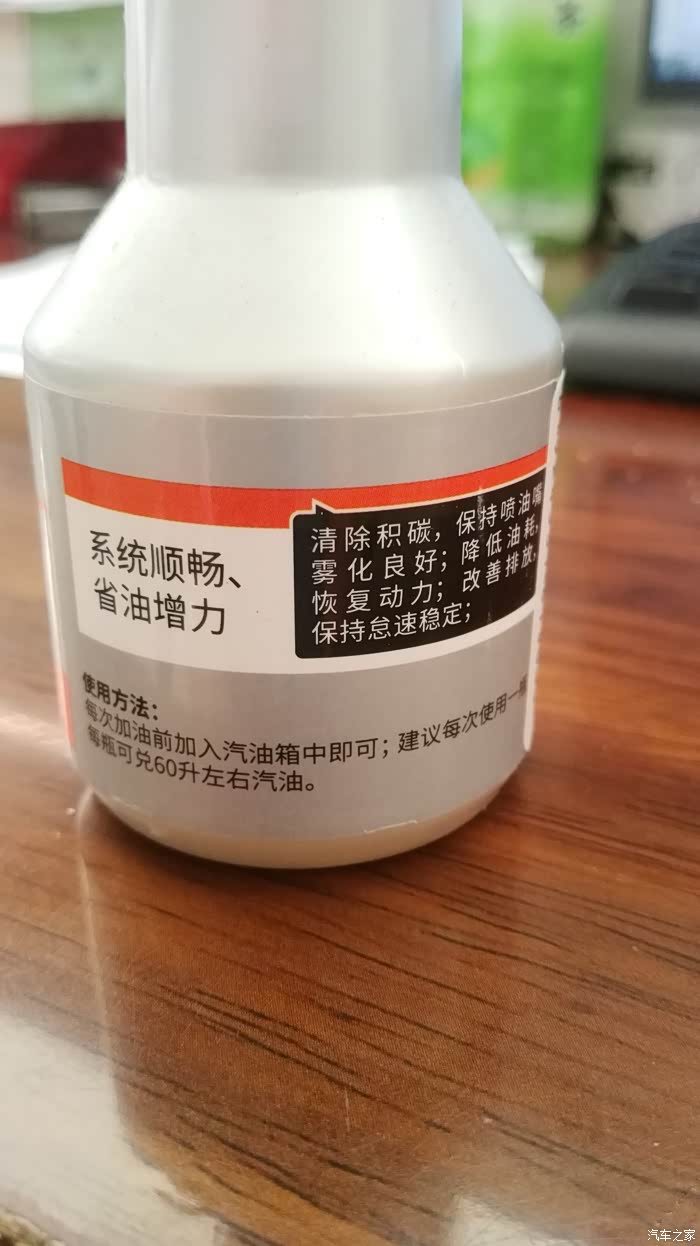 系统顺畅、
省油增力
清除积碳，保持喷油嘴
雾化良好；降低油耗，
恢复动力；改善排放，
保持怠速稳定；
使用方法：
每次加油前加入汽油箱中即可；建议每次使用一瓶
每瓶可兑60升左右汽油。
汽车之家